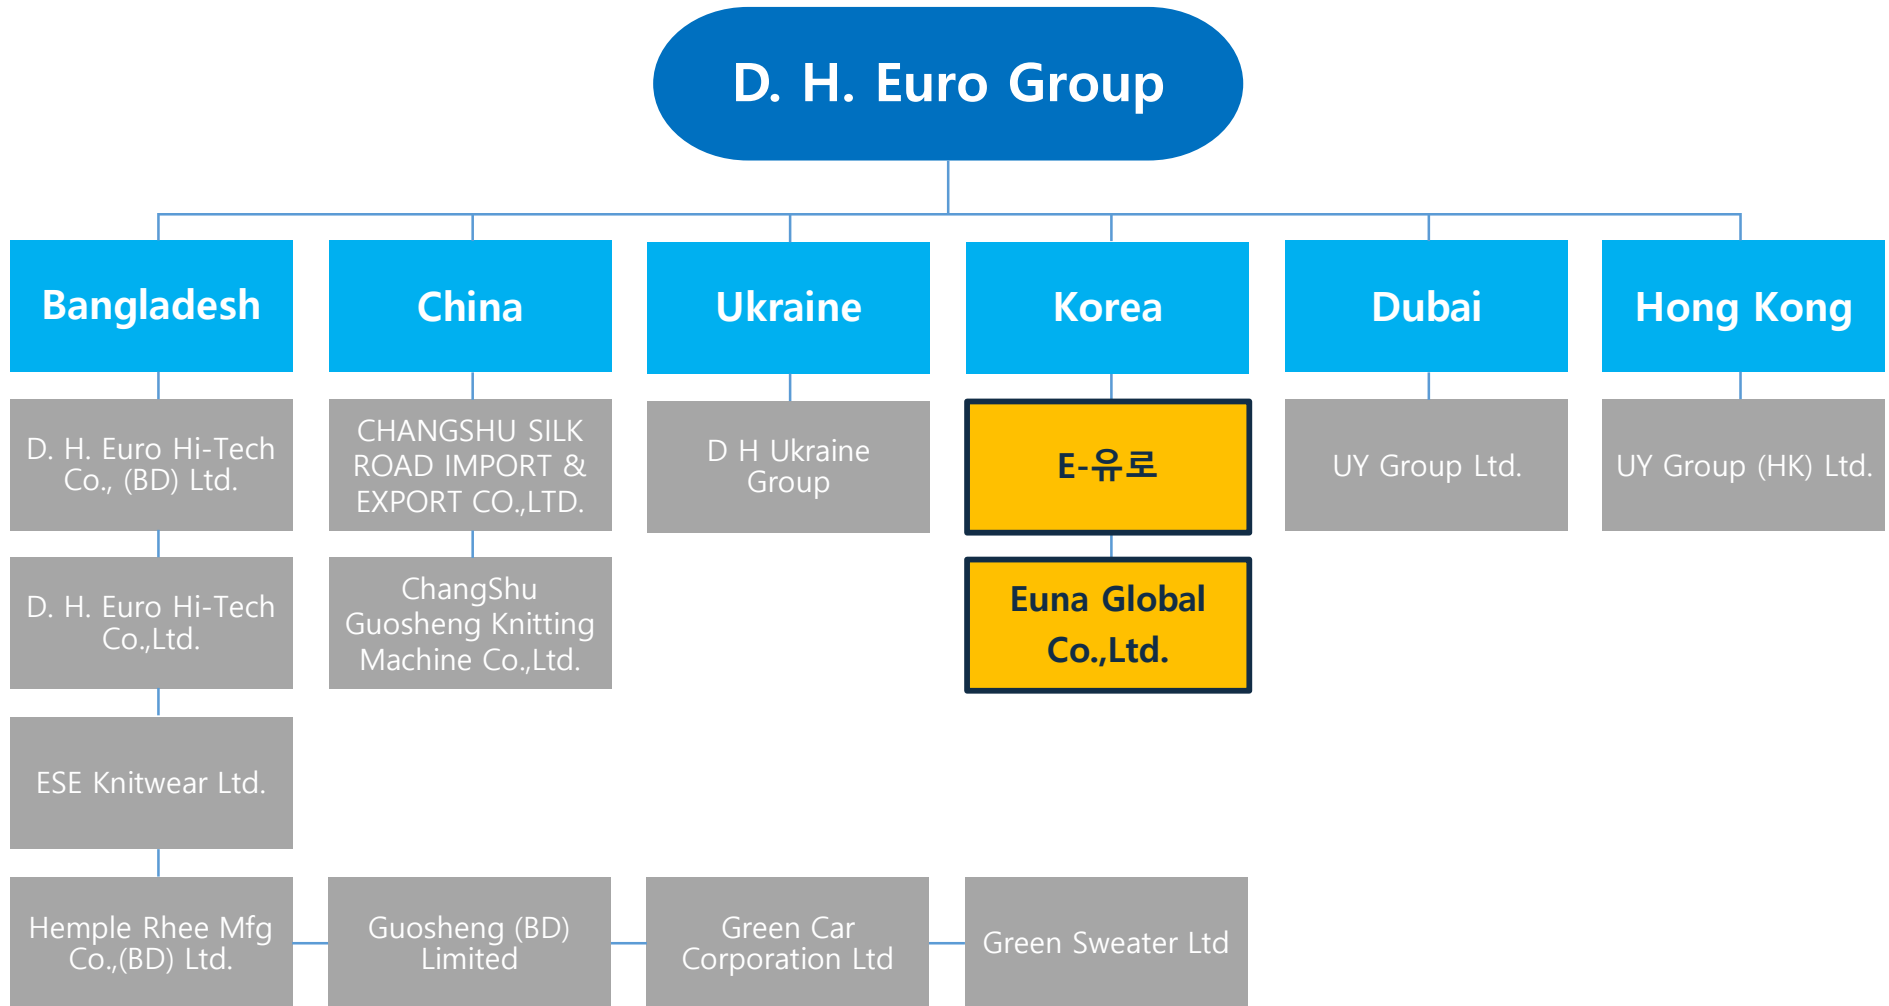 D. H. Euro Group
Bangladesh
China
Ukraine
Korea
Dubai
Hong Kong
D. H. Euro Hi-Tech
Co., (BD) Ltd.
CHANGSHU SILK
ROAD IMPORT &
EXPORT CO.,LTD.
D H Ukraine
Group
E-유로
UY Group Ltd.
UY Group (HK) Ltd.
D. H. Euro Hi-Tech
Co.,Ltd.
ChangShu
Guosheng Knitting
Machine Co.,Ltd.
Euna Global
Co.,Ltd.
ESE Knitwear Ltd.
Hemple Rhee Mfg
Co.,(BD) Ltd.
Guosheng (BD)
Limited
Green Car
Corporation Ltd
Green Sweater Ltd